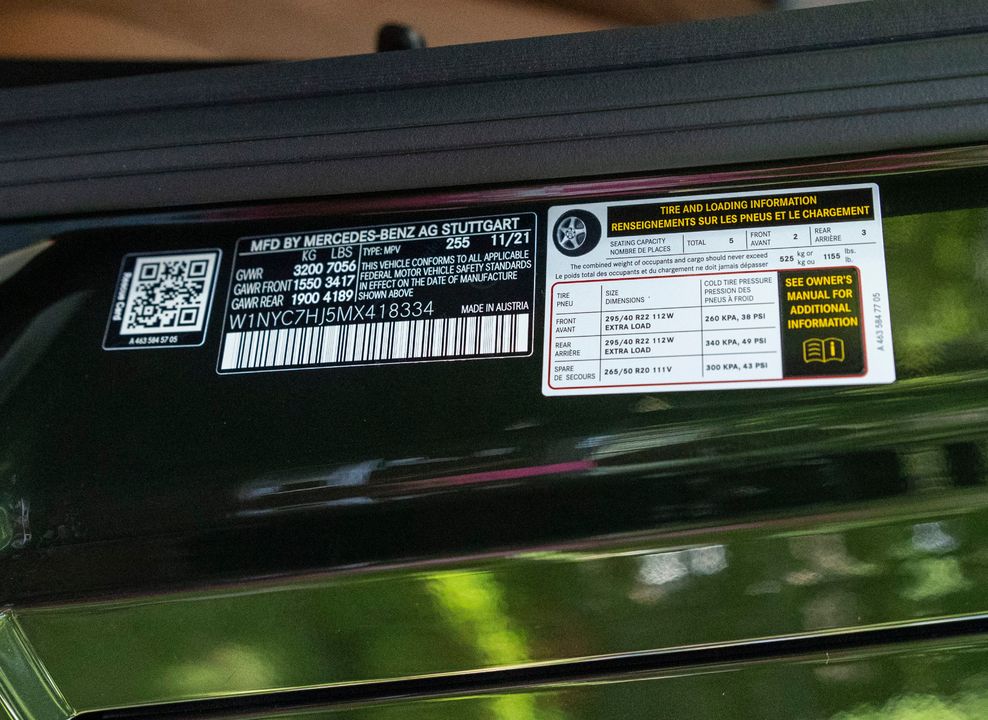 Rescue Card
A 463 584 57 05
MFD BY MERCEDES-BENZ AG STUTTGART
KG LBS TYPE: MPV 255 11/21
GWR 3200 7056
GAWR FRONT 1550 3417
GAWR REAR 1900 4189
THIS VEHICLE CONFORMS TO ALL APPLICABLE
FEDERAL MOTOR VEHICLE SAFETY STANDARDS
IN EFFECT ON THE DATE OF MANUFACTURE
SHOWN ABOVE
W1NYC7HJ5MX418334 MADE IN AUSTRIA
TIRE AND LOADING INFORMATION
RENSEIGNEMENTS SUR LES PNEUS ET LE CHARGEMENT
SEATING CAPACITY
NOMBRE DE PLACES
TOTAL 5
FRONT
AVANT
2
REAR
ARRIÈRE
3
The combined weight of occupants and cargo should never exceed
Le poids total des occupants et du chargement ne doit jamais dépasser
525 kg or
kg ou
1155 lbs.
lb.
TIRE
PNEU
SIZE
DIMENSIONS
COLD TIRE PRESSURE
PRESSION DES
PNEUS À FROID
FRONT
AVANT
295/40 R22 112W
EXTRA LOAD
260 KPA, 38 PSI
REAR
ARRIÈRE
295/40 R22 112W
EXTRA LOAD
340 KPA, 49 PSI
SPARE
DE SECOURS
265/50 R20 111V
300 KPA, 43 PSI
SEE OWNER'S
MANUAL FOR
ADDITIONAL
INFORMATION
A 463 584 77 05